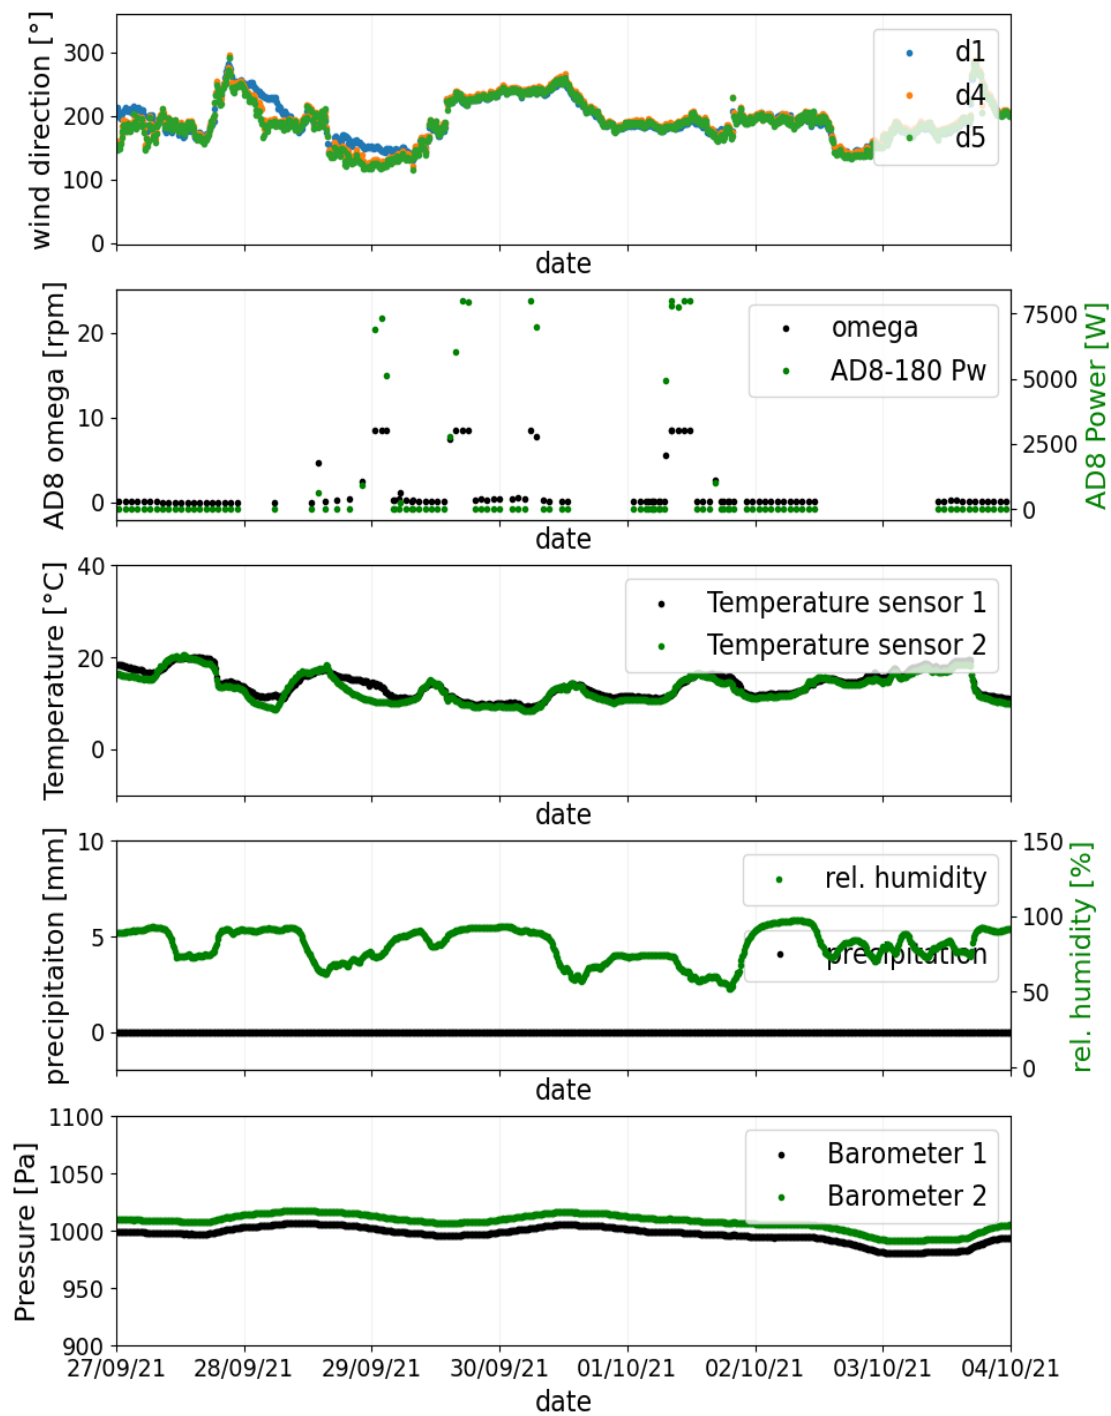 wind direction [°]
300
200
100
0
d1
d4
d5
date
AD8 omega [rpm]
20
10
0
omega
AD8-180 Pw
7500
5000
2500
0
AD8 Power [W]
date
Temperature [°C]
40
20
0
Temperature sensor 1
Temperature sensor 2
date
precipitaiton [mm]
10
5
0
rel. humidity
precipitation
150
100
50
0
rel. humidity [%]
date
Pressure [Pa]
1100
1050
1000
950
900
Barometer 1
Barometer 2
27/09/21 28/09/21 29/09/21 30/09/21 01/10/21 02/10/21 03/10/21 04/10/21
date